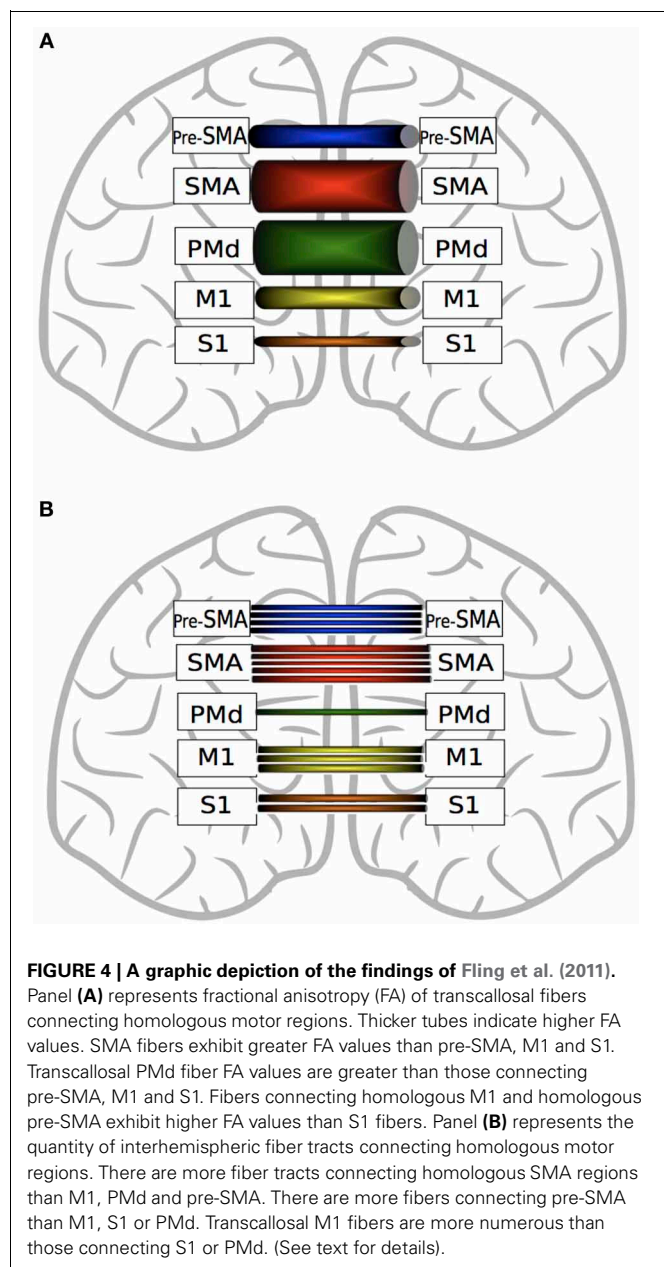 A
Pre-SMA Pre-SMA
SMA SMA
PMd PMd
M1 M1
S1 S1
B
Pre-SMA Pre-SMA
SMA SMA
PMd PMd
M1 M1
S1 S1
FIGURE 4 | A graphic depiction of the findings of Fling et al. (2011).
Panel (A) represents fractional anisotropy (FA) of transcallosal fibers
connecting homologous motor regions. Thicker tubes indicate higher FA
values. SMA fibers exhibit greater FA values than pre-SMA, M1 and S1.
Transcallosal PMd fiber FA values are greater than those connecting
pre-SMA, M1 and S1. Fibers connecting homologous M1 and homologous
pre-SMA exhibit higher FA values than S1 fibers. Panel (B) represents the
quantity of interhemispheric fiber tracts connecting homologous motor
regions. There are more fiber tracts connecting homologous SMA regions
than M1, PMd and pre-SMA. There are more fibers connecting pre-SMA
than M1, S1 or PMd. Transcallosal M1 fibers are more numerous than
those connecting S1 or PMd. (See text for details).